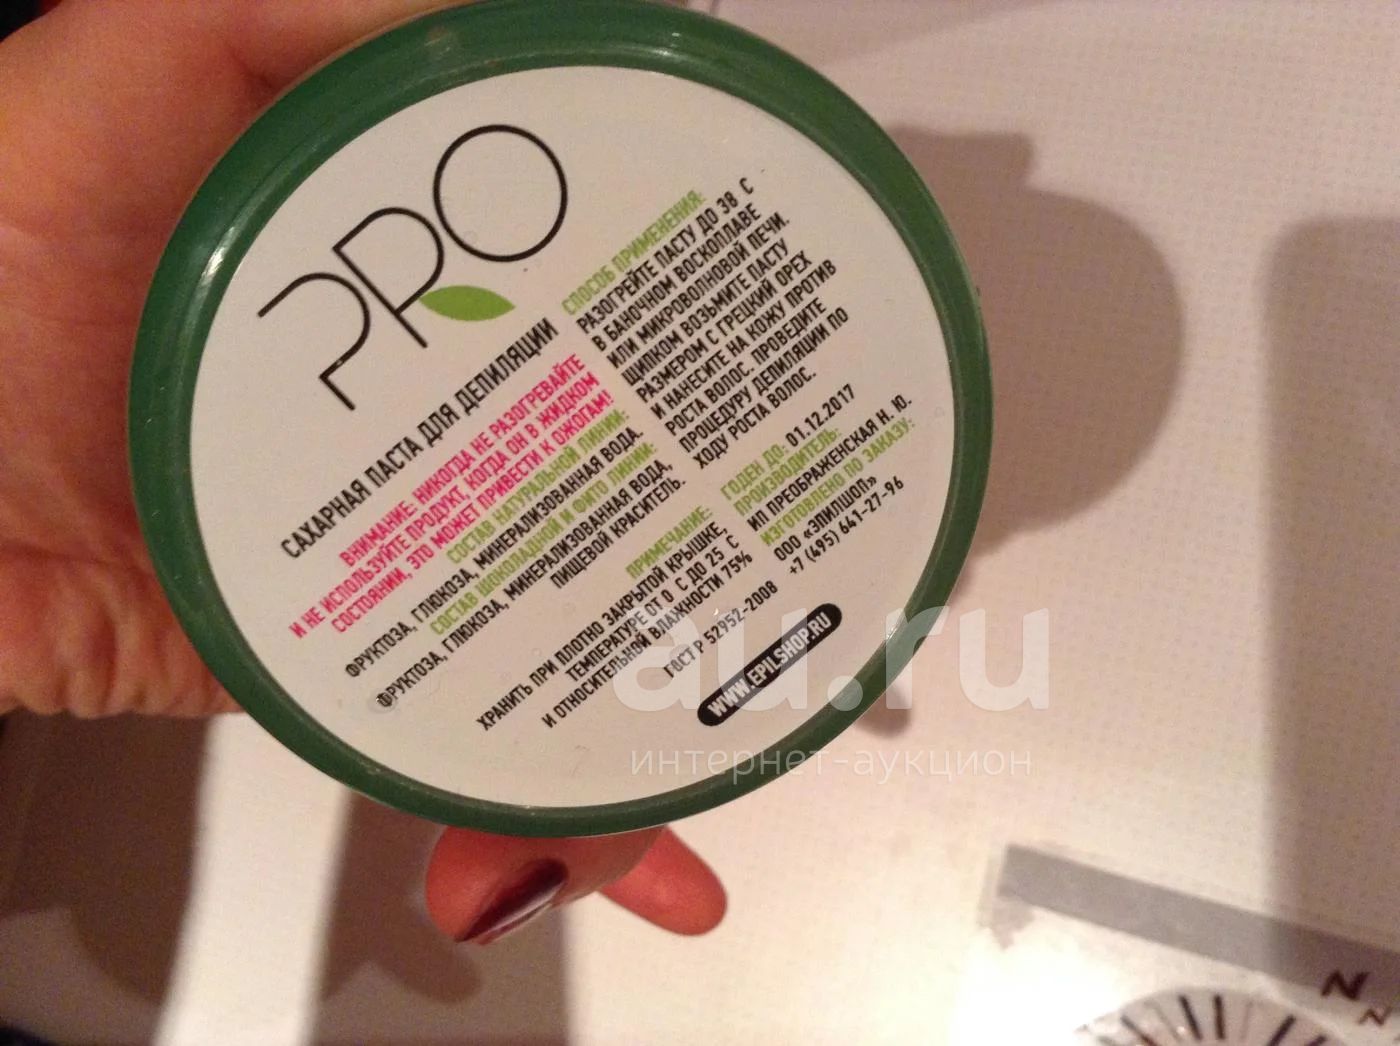 PRO
САХАРНАЯ ПАСТА ДЛЯ ДЕПИЛЯЦИИ
ВНИМАНИЕ: НИКОГДА НЕ РАЗОГРЕВАЙТЕ
И НЕ ИСПОЛЬЗУЙТЕ ПРОДУКТ, КОГДА ОН В ЖИДКОМ
СОСТОЯНИИ, ЭТО МОЖЕТ ПРИВЕСТИ К ОЖОГАМ!
СОСТАВ НАТУРАЛЬНОЙ ЛИНИИ:
ФРУКТОЗА, ГЛЮКОЗА, МИНЕРАЛИЗОВАННАЯ ВОДА.
СОСТАВ ШОКОЛАДНОЙ И ФИТО ЛИНИИ:
ФРУКТОЗА, ГЛЮКОЗА, МИНЕРАЛИЗОВАННАЯ ВОДА,
ПИЩЕВОЙ КРАСИТЕЛЬ.
СПОСОБ ПРИМЕНЕНИЯ:
РАЗОГРЕЙТЕ ПАСТУ ДО 38 С
В БАНОЧНОМ ВОСКОПЛАВЕ
ИЛИ МИКРОВОЛНОВОЙ ПЕЧИ.
ЩИПКОМ ВОЗЬМИТЕ ПАСТУ
РАЗМЕРОМ С ГРЕЦКИЙ ОРЕХ
И НАНЕСИТЕ НА КОЖУ ПРОТИВ
РОСТА ВОЛОС. ПРОВЕДИТЕ
ПРОЦЕДУРУ ДЕПИЛЯЦИИ ПО
ХОДУ РОСТА ВОЛОС.
ПРИМЕЧАНИЕ:
ХРАНИТЬ ПРИ ПЛОТНО ЗАКРЫТОЙ КРЫШКЕ,
ТЕМПЕРАТУРЕ ОТ 0 С ДО 25 С
И ОТНОСИТЕЛЬНОЙ ВЛАЖНОСТИ 75%
ГОСТ Р 52952-2008
ГОДЕН ДО: 01.12.2017
ПРОИЗВОДИТЕЛЬ:
ИП ПРЕОБРАЖЕНСКАЯ Н. Ю.
ИЗГОТОВЛЕНО ПО ЗАКАЗУ:
ООО «ЭПИЛШОП»
+7 (495) 641-27-96
WWW.EPILSHOP.RU
au.ru
интернет-аукцион